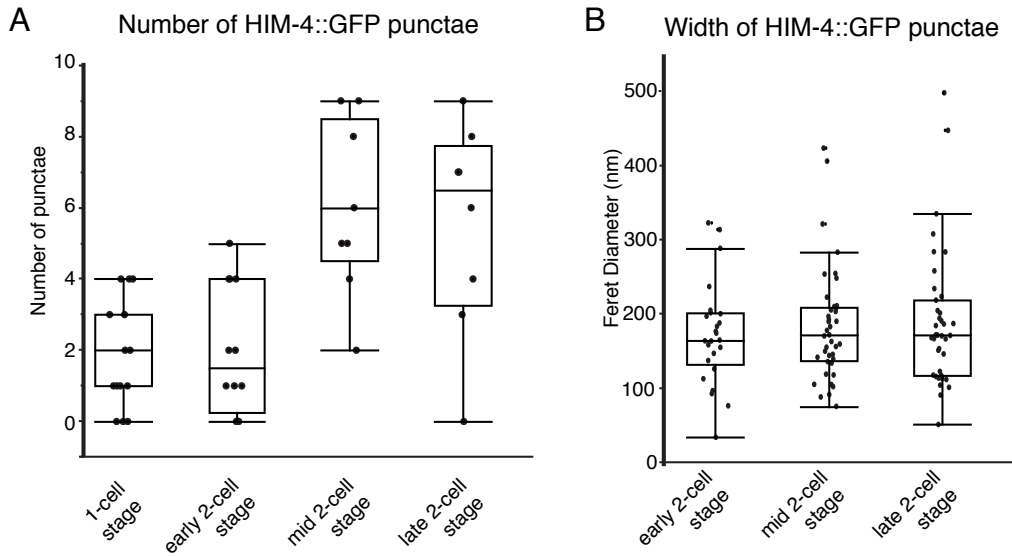 A
Number of HIM-4::GFP punctae
Number of punctae
10
8
6
4
2
0
1-cell
stage
early 2-cell
stage
mid 2-cell
stage
late 2-cell
stage
B
Width of HIM-4::GFP punctae
Feret Diameter (nm)
500
400
300
200
100
0
early 2-cell
stage
mid 2-cell
stage
late 2-cell
stage